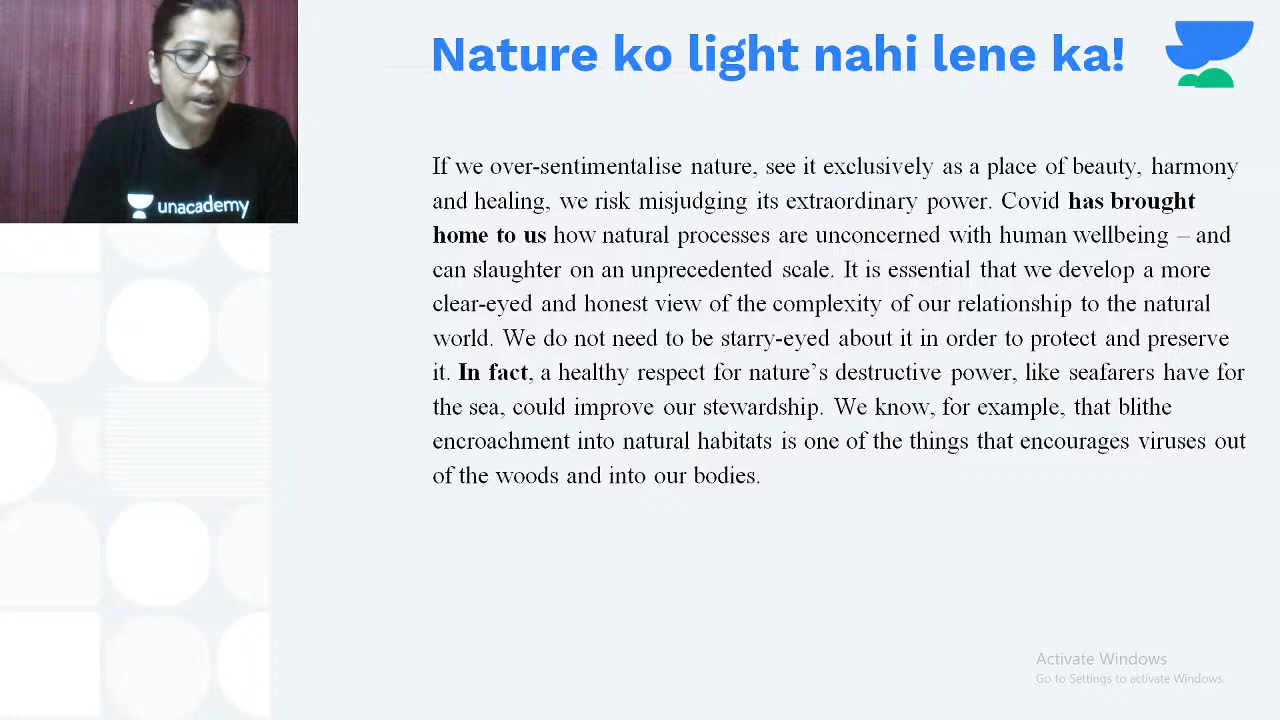 Nature ko light nahi lene ka!
unacademy
If we over-sentimentalise nature, see it exclusively as a place of beauty, harmony
and healing, we risk misjudging its extraordinary power. Covid has brought
home to us how natural processes are unconcerned with human wellbeing – and
can slaughter on an unprecedented scale. It is essential that we develop a more
clear-eyed and honest view of the complexity of our relationship to the natural
world. We do not need to be starry-eyed about it in order to protect and preserve
it. In fact, a healthy respect for nature’s destructive power, like seafarers have for
the sea, could improve our stewardship. We know, for example, that blithe
encroachment into natural habitats is one of the things that encourages viruses out
of the woods and into our bodies.
Activate Windows
Go to Settings to activate Windows.